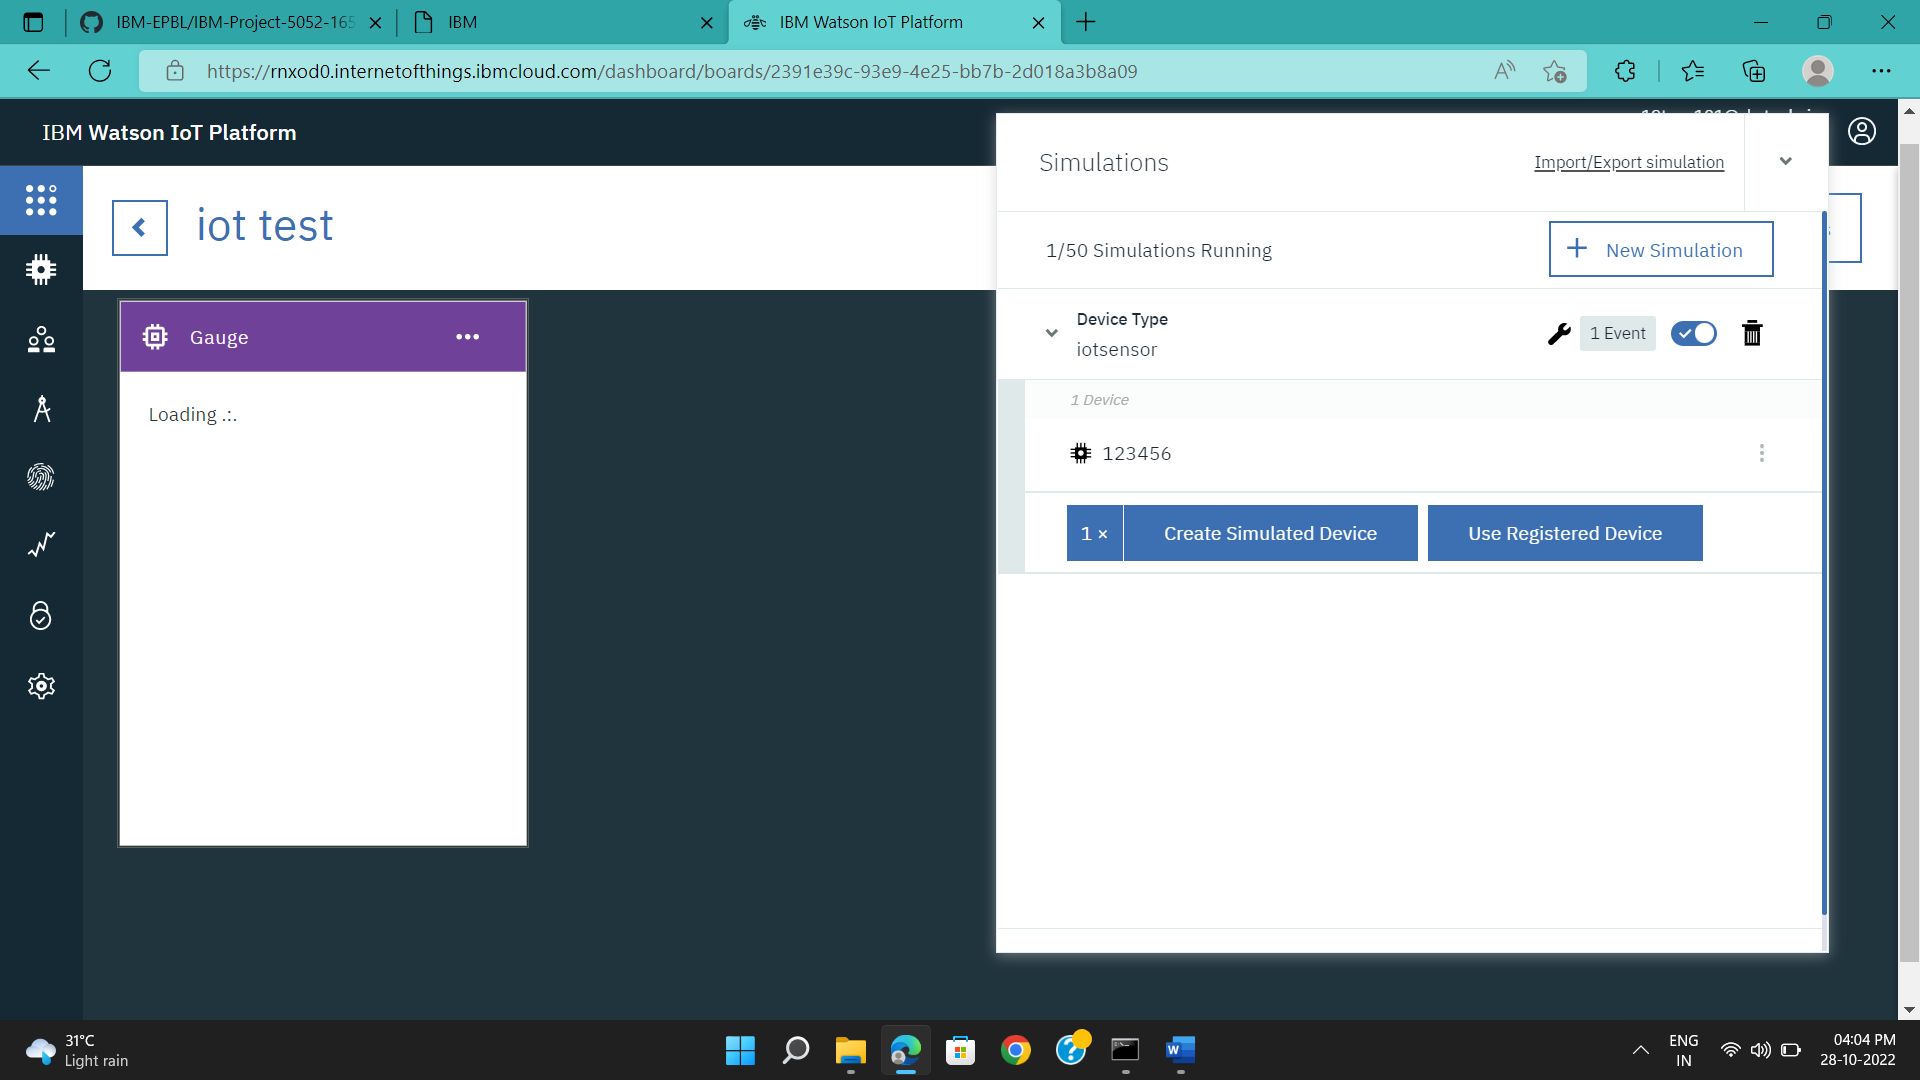 IBM-EPBL/IBM-Project-5052-165
IBM
IBM Watson IoT Platform
https://rnxod0.internetofthings.ibmcloud.com/dashboard/boards/2391e39c-93e9-4e25-bb7b-2d018a3b8a09
IBM Watson IoT Platform
iot test
Simulations
Import/Export simulation
1/50 Simulations Running
New Simulation
Gauge
Loading .:.
Device Type
iotsensor
1 Event
1 Device
123456
1 ×
Create Simulated Device
Use Registered Device
31°C
Light rain
ENG
IN
04:04 PM
28-10-2022